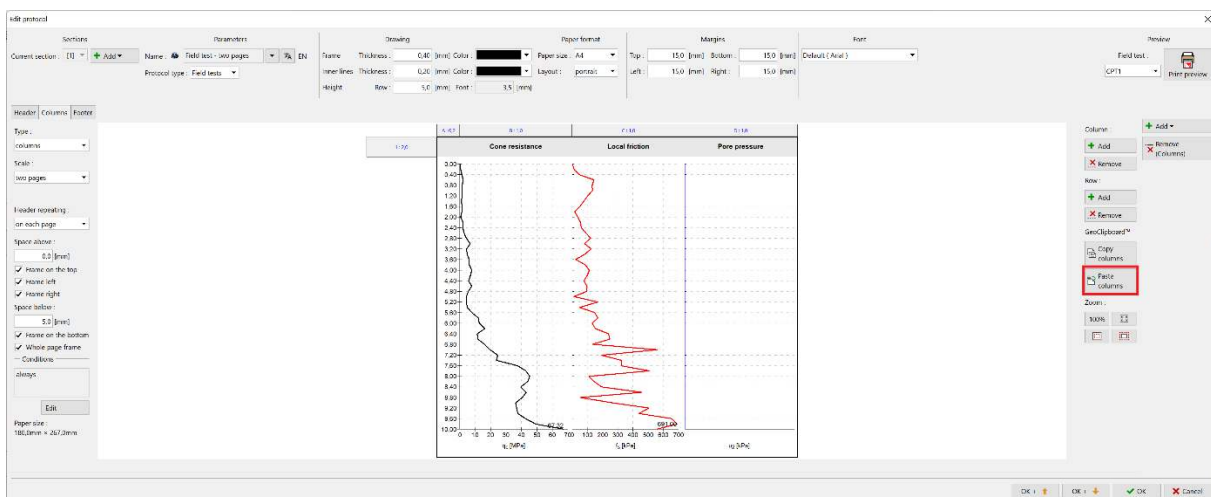 Edit protocol
Sections
Parameters
Drawing
Paper format
Margins
Font
Preview
Current section : [1] Add
Name : Field test - two pages EN
Protocol type : Field tests
Frame Thickness : 0,40 [mm] Color :
Inner lines Thickness : 0,20 [mm] Color :
Height Row : 5,0 [mm] Font : 3,5 [mm]
Paper size : A4
Layout : portrait
Top : 15,0 [mm] Bottom : 15,0 [mm]
Left : 15,0 [mm] Right : 15,0 [mm]
Default ( Arial )
Field test :
CPT1
Print preview
Header Columns Footer
Type :
columns
Scale :
two pages
Header repeating :
on each page
Space above :
0,0 [mm]
Frame on the top
Frame left
Frame right
Space below :
5,0 [mm]
Frame on the bottom
Whole page frame
Conditions
always
Edit
Paper size :
180,0mm × 267,0mm
1: 2,0
Cone resistance
Local friction
Pore pressure
0,00
0,40
0,80
1,20
1,60
2,00
2,40
2,80
3,20
3,60
4,00
4,40
4,80
5,20
5,60
6,00
6,40
6,80
7,20
7,60
8,00
8,40
8,80
9,20
9,60
10,00
67,32
691,00
0 10 20 30 40 50 60 70
100 200 300 400 500 600 700
[MPa]
[kPa]
[kPa]
Column :
Add
Remove
Row :
Add
Remove
GeoClipboard™
Copy
columns
Paste
columns
Zoom :
100%
Add
Remove
(Columns)
OK +
OK +
OK
Cancel